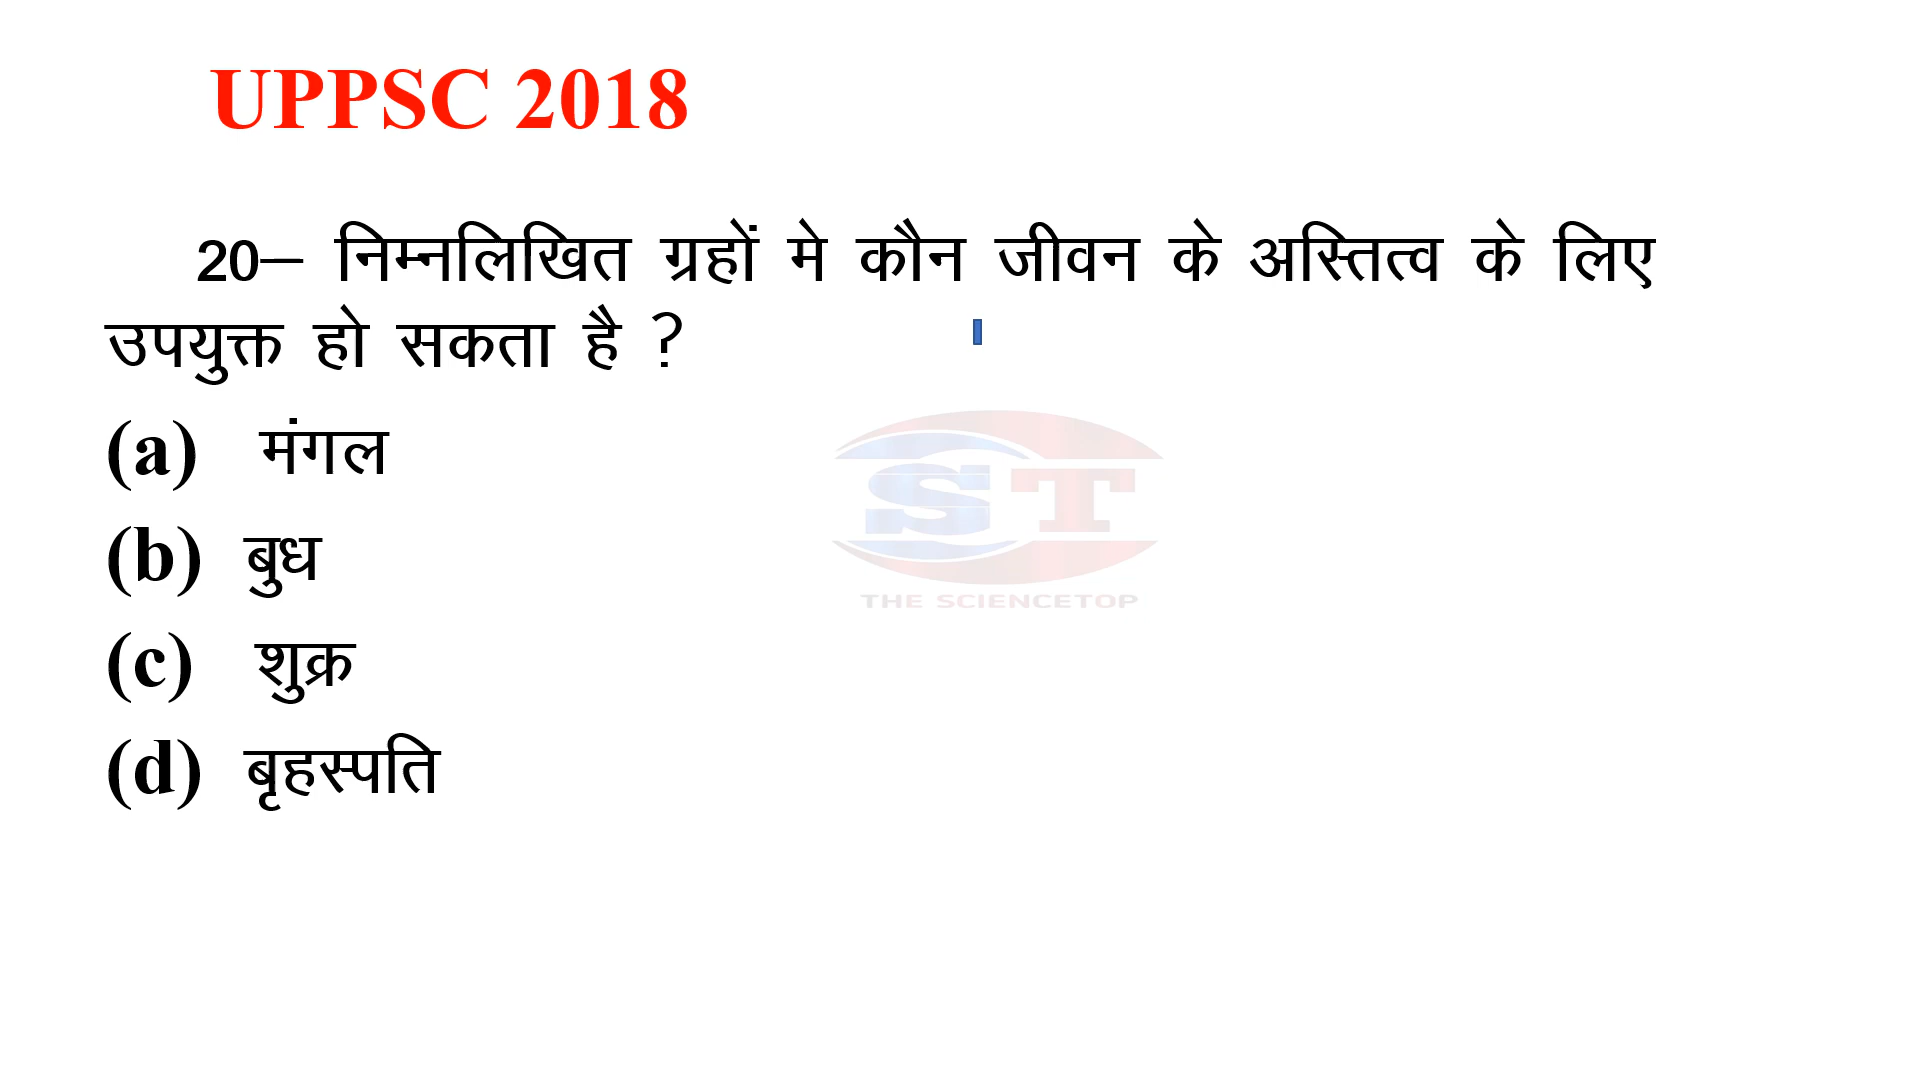 UPPSC 2018
20– निम्नलिखित ग्रहों मे कौन जीवन के अस्तित्व के लिए
उपयुक्त हो सकता है ?
(a) मंगल
(b) बुध
(c) शुक्र
(d) बृहस्पति
ST
THE SCIENCETOP